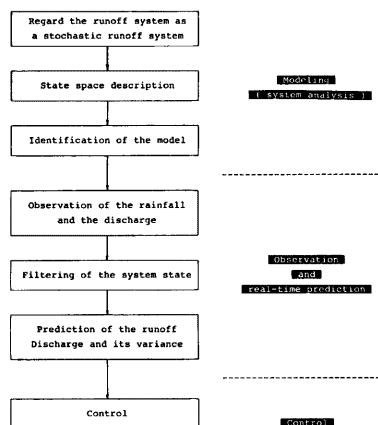 Regard the runoff system as
a stochastic runoff system
State space description
Modeling
( system analysis )
Identification of the model
Observation of the rainfall
and the discharge
Filtering of the system state
Observation
and
real-time prediction
Prediction of the runoff
Discharge and its variance
Control
Control